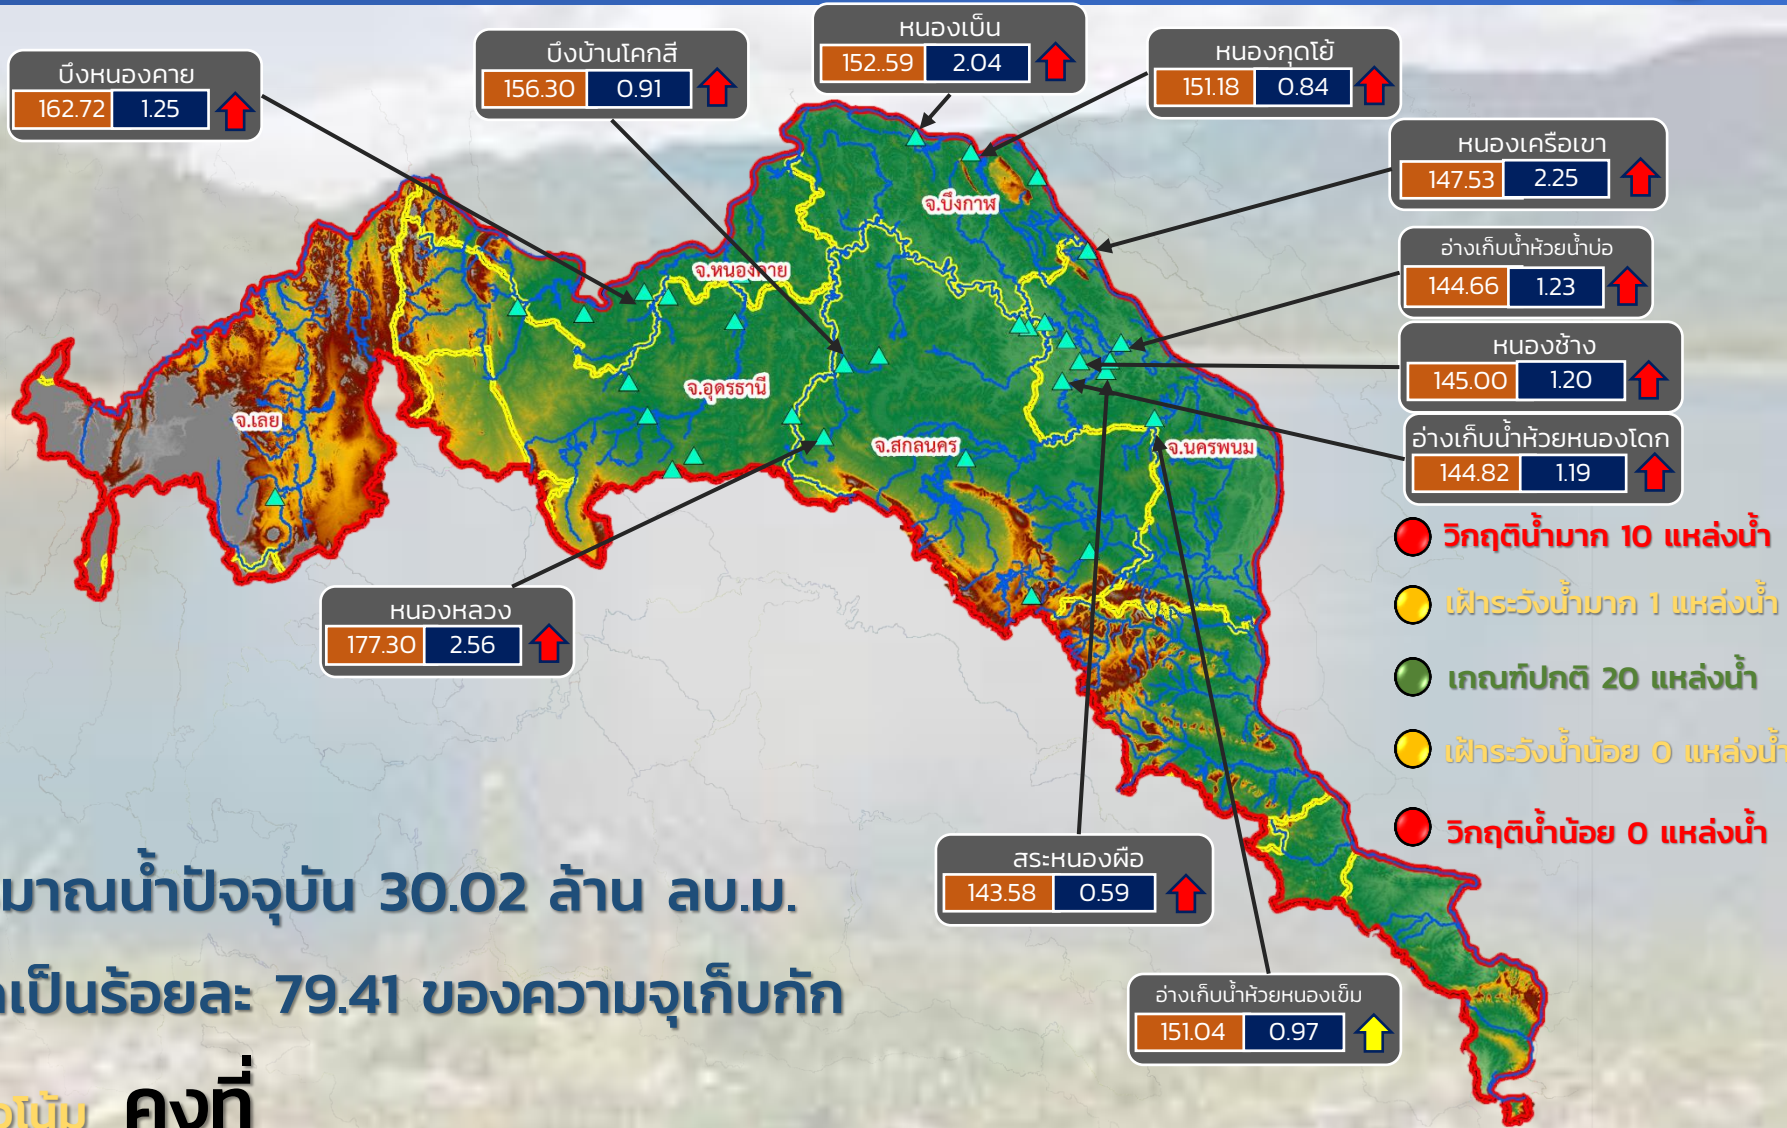 หนองเบ็น
152..59 2.04
บึงบ้านโคกสี
156.30 0.91
หนองกุดโย้
151.18 0.84
บึงหนองคาย
162.72 1.25
หนองเครือเขา
147.53 2.25
จ.บึงกาฬ
อ่างเก็บน้ำห้วยน้ำบ่อ
144.66 1.23
จ.หนองคาย
หนองช้าง
145.00 1.20
จ.อุดรธานี
จ.เลย
จ.สกลนคร
จ.นครพนม
อ่างเก็บน้ำห้วยหนองโดก
144.82 1.19
วิกฤติน้ำมาก 10 แหล่งน้ำ
เฝ้าระวังน้ำมาก 1 แหล่งน้ำ
หนองหลวง
177.30 2.56
เกณฑ์ปกติ 20 แหล่งน้ำ
เฝ้าระวังน้ำน้อย 0 แหล่งน้ำ
วิกฤติน้ำน้อย 0 แหล่งน้ำ
สระหนองผือ
143.58 0.59
มาณน้ำปัจจุบัน 30.02 ล้าน ลบ.ม.
เป็นร้อยละ 79.41 ของความจุเก็บกัก
อ่างเก็บน้ำห้วยหนองเข็ม
151.04 0.97
โน้ม คงที่